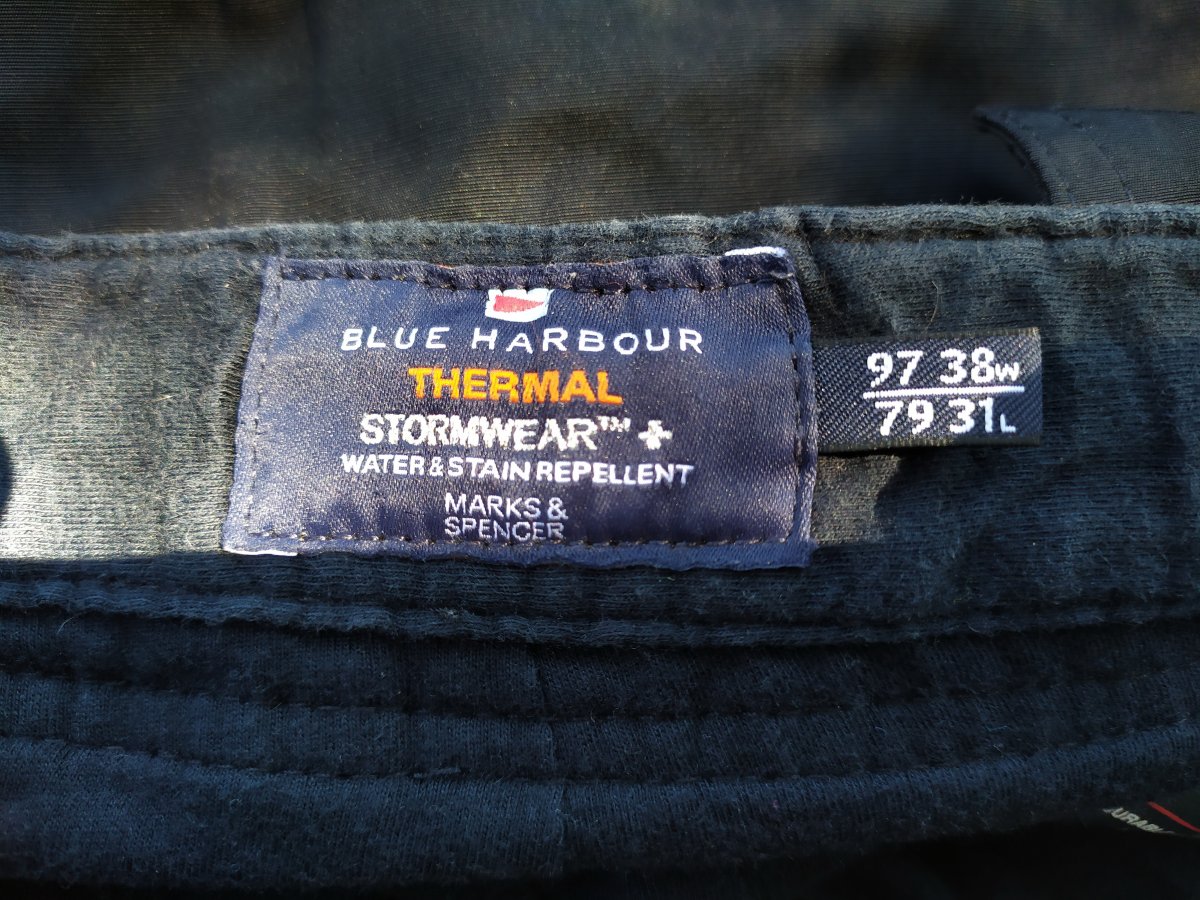 BLUE HARBOUR
THERMAL
STORMWEAR™ +
WATER & STAIN REPELLENT
MARKS &
SPENCER
97 38W
79 31L